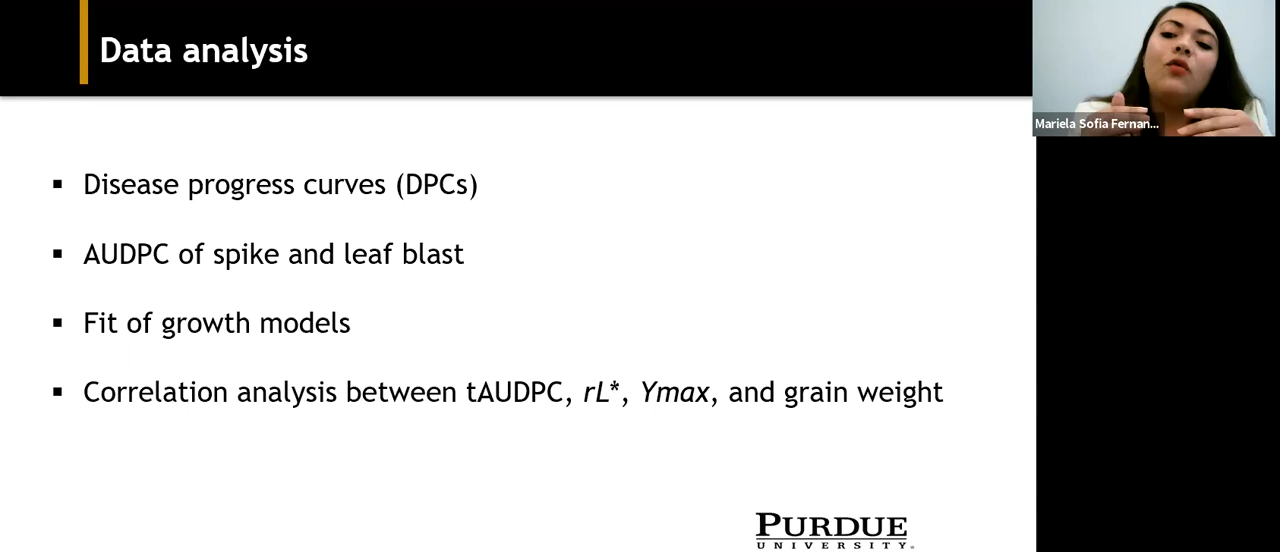 Data analysis
Mariela Sofia Fernan...
▪ Disease progress curves (DPCs)
▪ AUDPC of spike and leaf blast
▪ Fit of growth models
▪ Correlation analysis between tAUDPC, rL*, Ymax, and grain weight
PURDUE
UNIVERSITY®